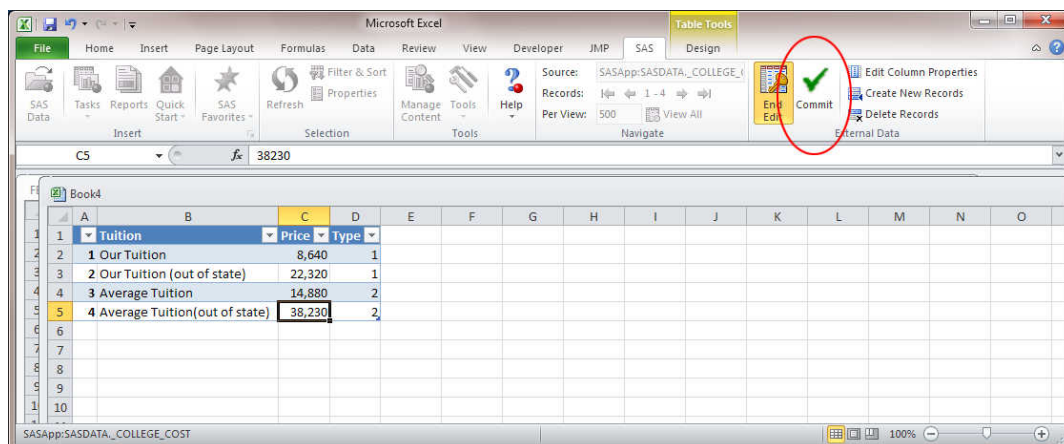 Microsoft Excel
Table Tools
File Home Insert Page Layout Formulas Data Review View Developer JMP SAS Design
SAS Data
Tasks Reports Quick Start SAS Favorites
Insert
Refresh Filter & Sort Properties
Selection
Manage Content Tools
Tools
Help
Source: SASApp:SASDATA._COLLEGE_
Records: 1 - 4
Per View: 500 View All
Navigate
End Edit Commit
Edit Column Properties
Create New Records
Delete Records
External Data
C5 fx 38230
Book4
A B C D E F G H I J K L M N O
1 Tuition Price Type
2 1 Our Tuition 8,640 1
3 2 Our Tuition (out of state) 22,320 1
4 3 Average Tuition 14,880 2
5 4 Average Tuition(out of state) 38,230 2
6
7
8
9
10
SASApp:SASDATA._COLLEGE_COST 100%